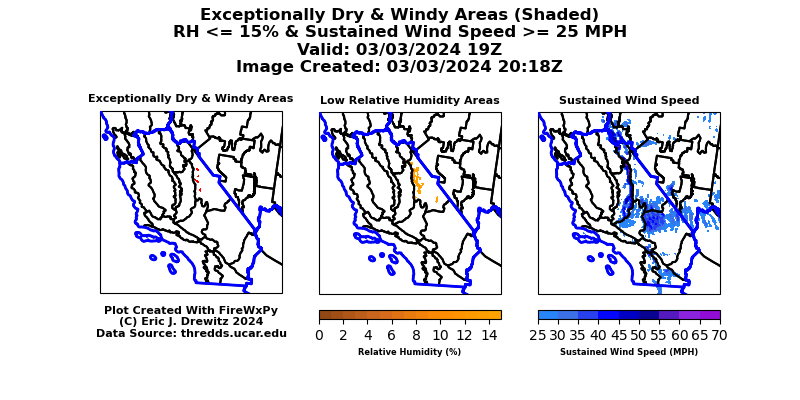 Exceptionally Dry & Windy Areas (Shaded)
RH <= 15% & Sustained Wind Speed >= 25 MPH
Valid: 03/03/2024 19Z
Image Created: 03/03/2024 20:18Z
Exceptionally Dry & Windy Areas
Low Relative Humidity Areas
Sustained Wind Speed
Plot Created With FireWxPy
(C) Eric J. Drewitz 2024
Data Source: thredds.ucar.edu
0 2 4 6 8 10 12 14
Relative Humidity (%)
25 30 35 40 45 50 55 60 65 70
Sustained Wind Speed (MPH)